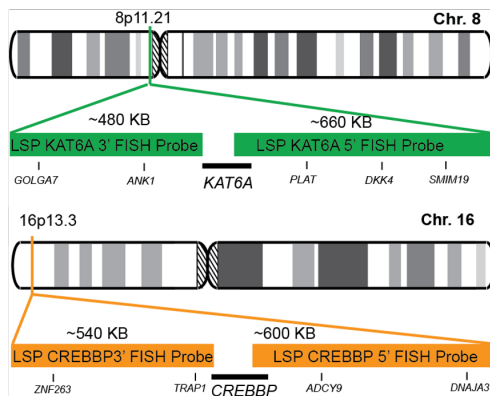 8p11.21 Chr. 8
~480 KB ~660 KB
LSP KAT6A 3' FISH Probe LSP KAT6A 5' FISH Probe
GOLGA7 ANK1 KAT6A PLAT DKK4 SMIM19
16p13.3 Chr. 16
~540 KB ~600 KB
LSP CREBBP3' FISH Probe LSP CREBBP 5' FISH Probe
ZNF263 TRAP1 CREBBP ADCY9 DNAJA3